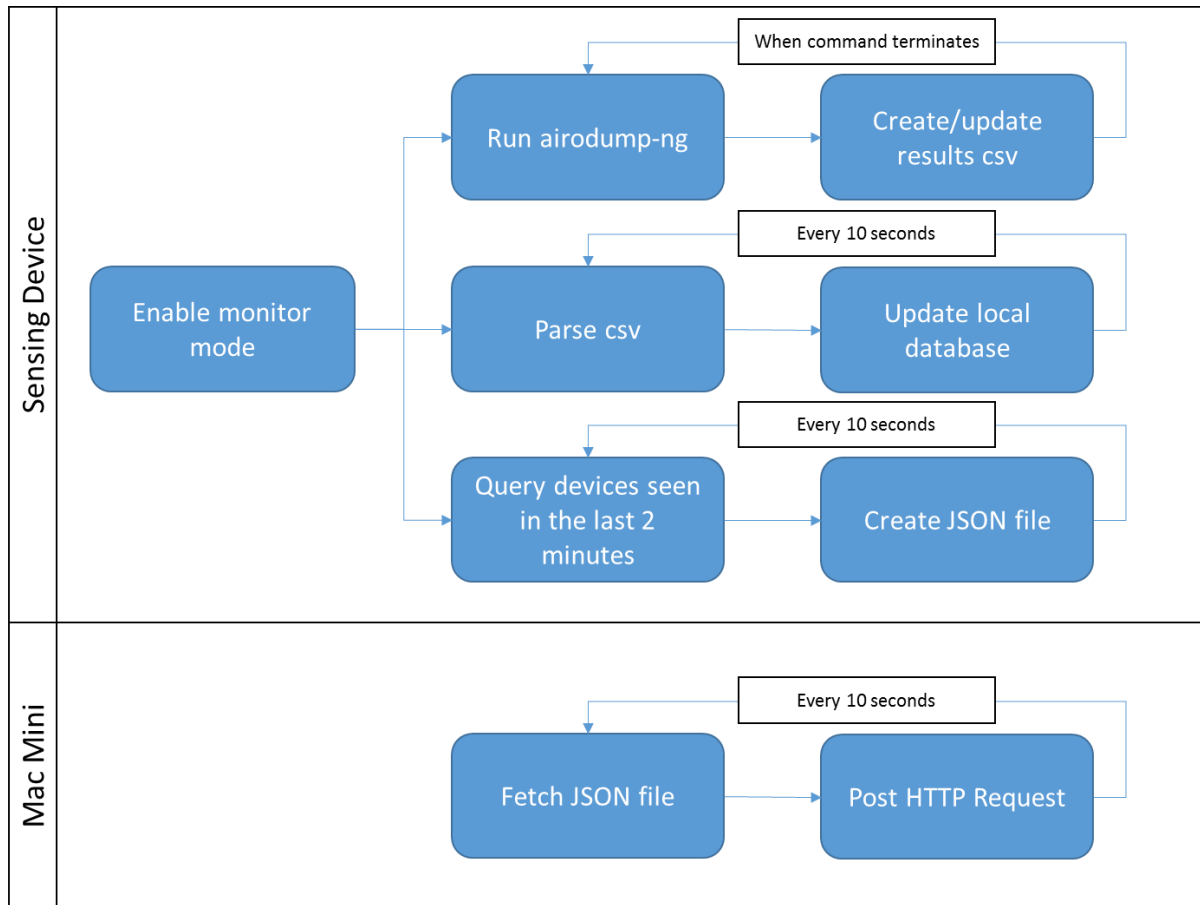 Sensing Device
When command terminates
Run airodump-ng
Create/update
results csv
Every 10 seconds
Enable monitor
mode
Parse csv
Update local
database
Every 10 seconds
Query devices seen
in the last 2
minutes
Create JSON file
Mac Mini
Every 10 seconds
Fetch JSON file
Post HTTP Request